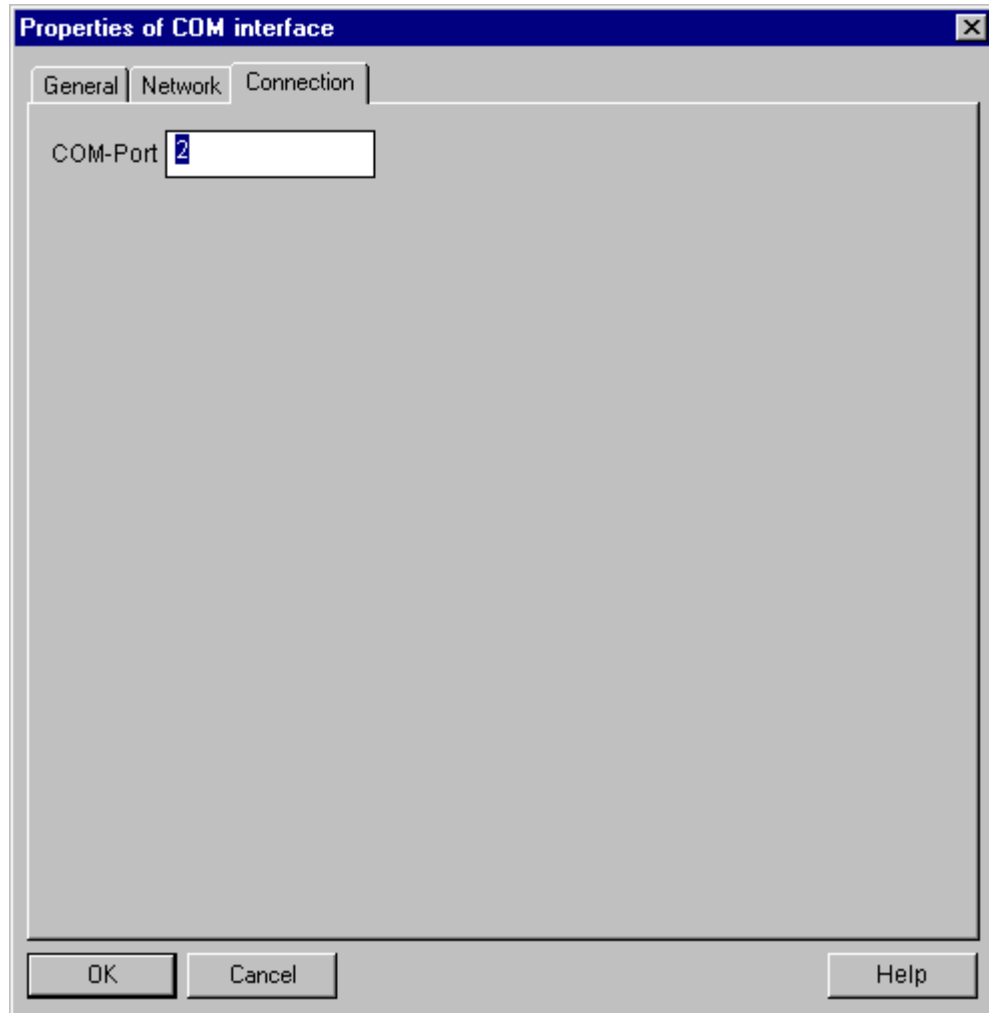 Properties of COM interface
General Network Connection
COM-Port 2
OK Cancel Help